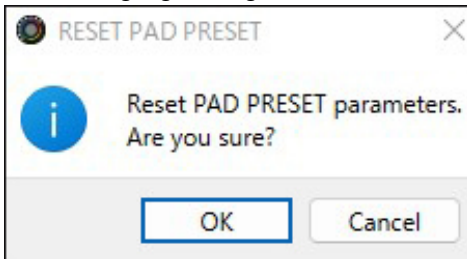 RESET PAD PRESET
Reset PAD PRESET parameters.
Are you sure?
OK
Cancel